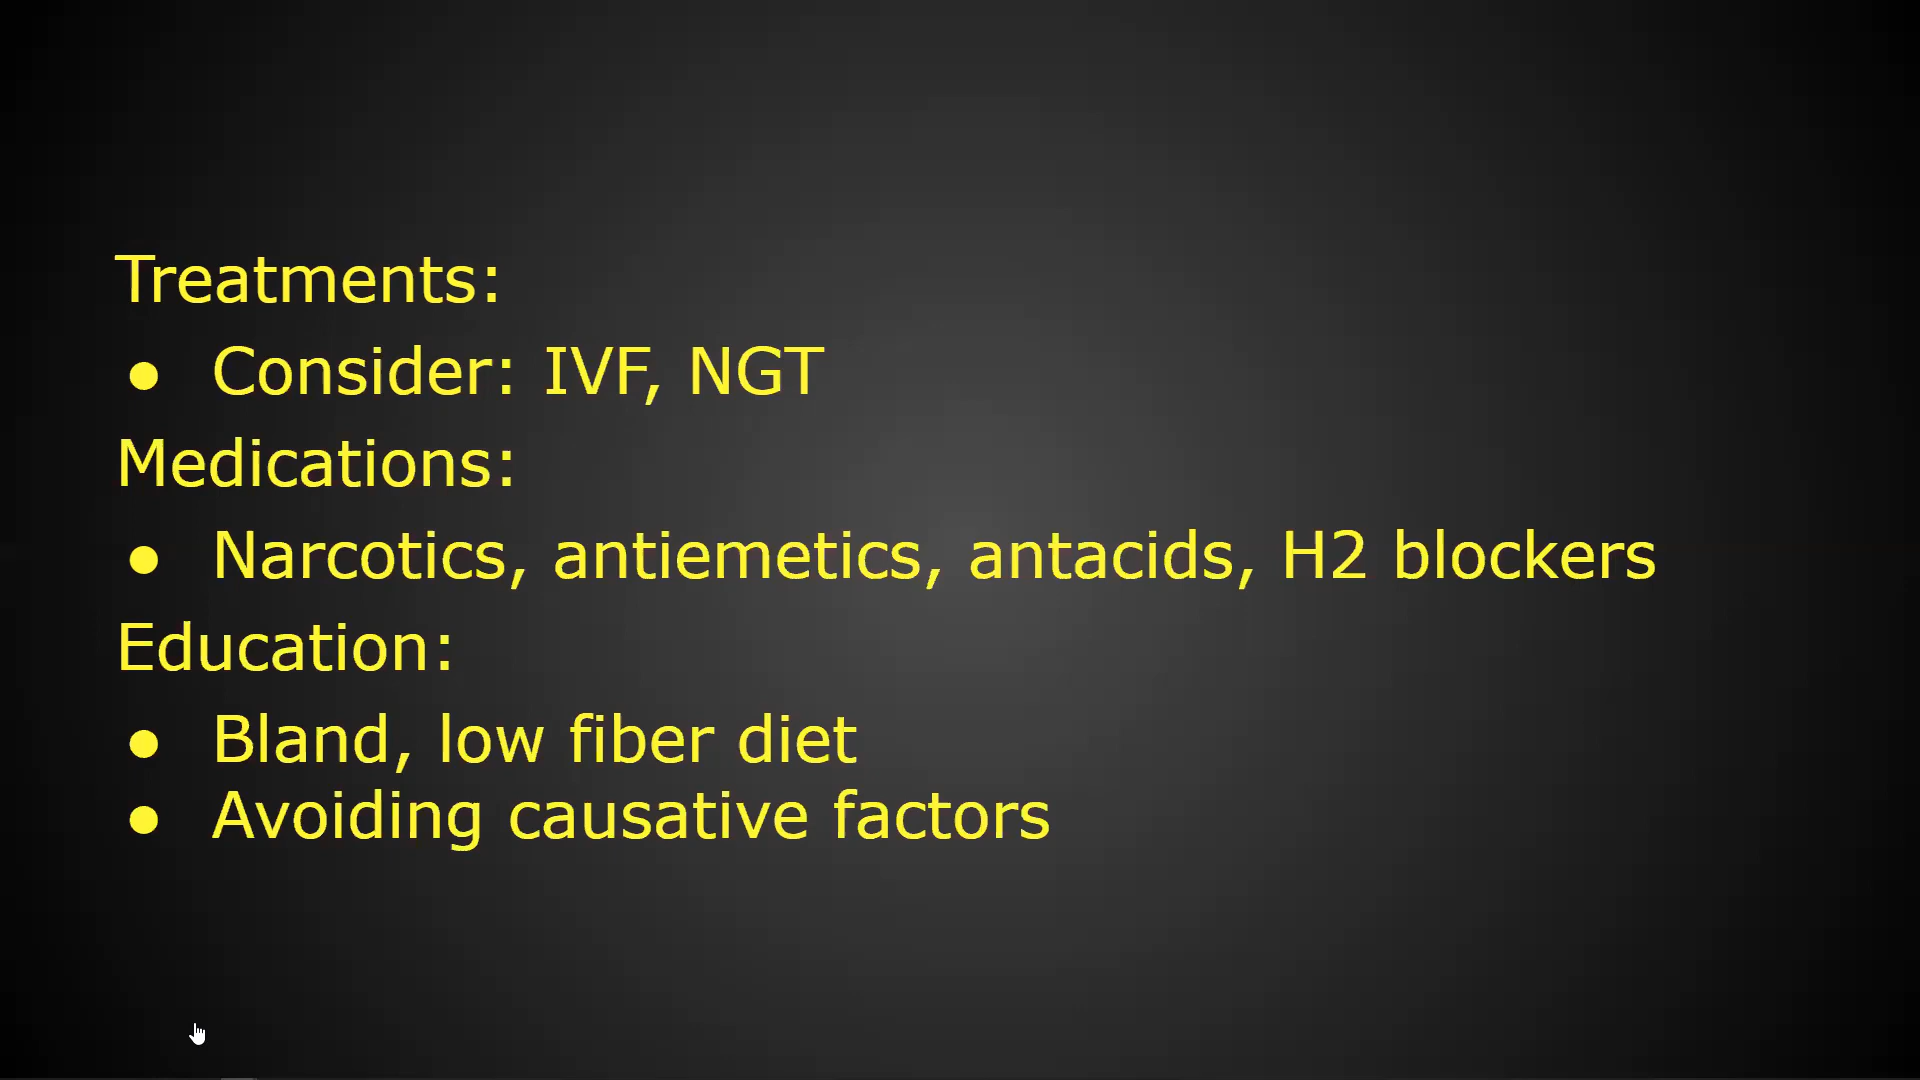 Treatments:
● Consider: IVF, NGT
Medications:
● Narcotics, antiemetics, antacids, H2 blockers
Education:
● Bland, low fiber diet
● Avoiding causative factors